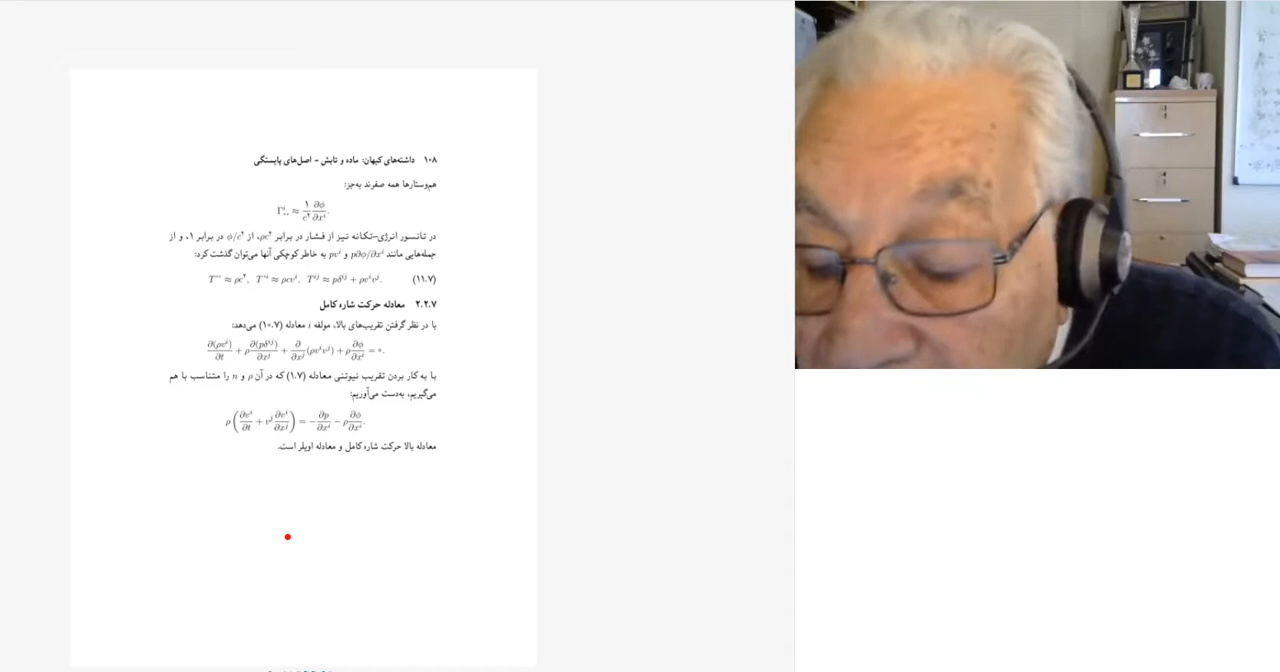 ۱۰۸ داشته‌های کیهان: ماده و تابش - اصل‌های پایستگی
هم‌وستارها همه صفرند به‌جز:
Γⁱ₀₀ ≈ ۱/c² ∂ϕ/∂xⁱ.
در تانسور انرژی-تکانه نیز از فشار در برابر ρc²، از ϕ/c² در برابر ۱، و از
جمله‌هایی مانند p∂ϕ/∂xⁱ و pvⁱ به خاطر کوچکی آنها می‌توان گذشت کرد:
(۱۱.۷) T⁰⁰ ≈ ρc², T⁰ⁱ ≈ ρcvⁱ, Tⁱʲ ≈ pδⁱʲ + ρvⁱvʲ.
۲.۲.۷ معادله حرکت شاره کامل
با در نظر گرفتن تقریب‌های بالا، مولفه i معادله (۱۰.۷) می‌دهد:
∂(ρvⁱ)/∂t + ρ ∂(pδⁱʲ)/∂xʲ + ∂/∂xʲ (ρvⁱvʲ) + ρ ∂ϕ/∂xⁱ = ۰.
با به کار بردن تقریب نیوتنی معادله (۱.۷) که در آن ρ و n را متناسب با هم
می‌گیریم، به‌دست می‌آوریم:
ρ (∂vⁱ/∂t + vʲ ∂vⁱ/∂xʲ) = − ∂p/∂xⁱ − ρ ∂ϕ/∂xⁱ.
معادله بالا حرکت شاره کامل و معادله اویلر است.